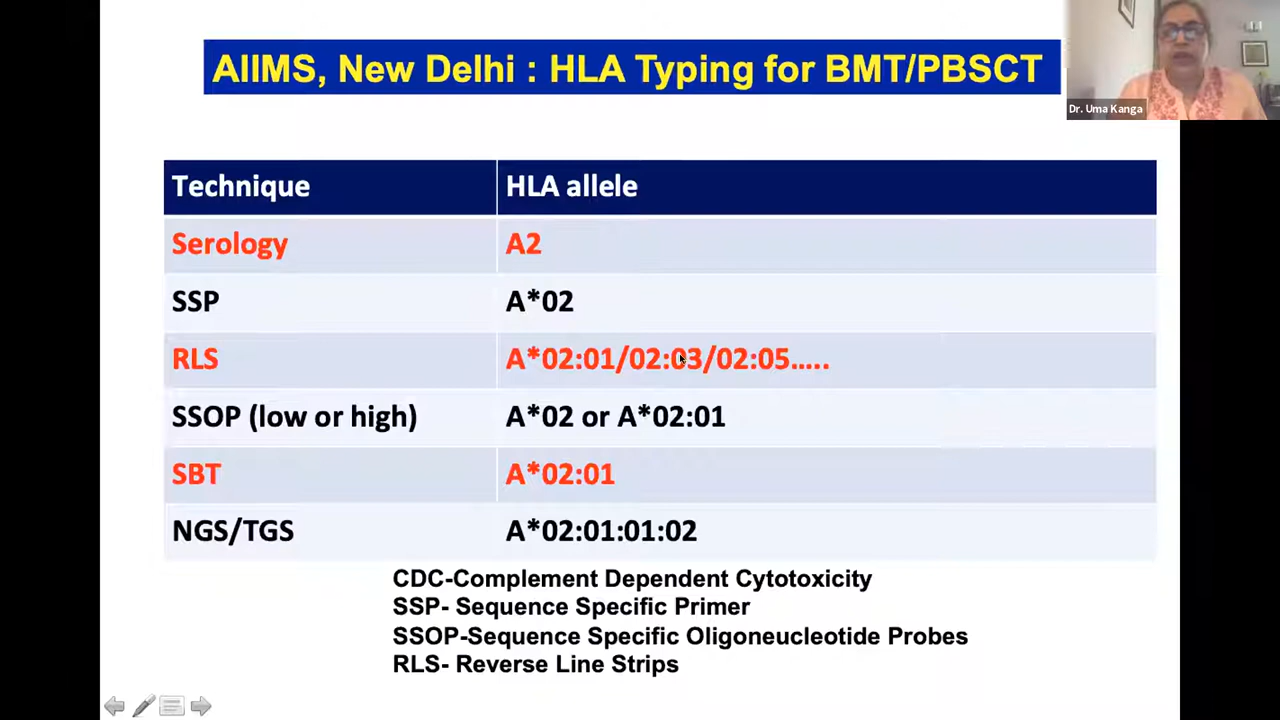 AIIMS, New Delhi : HLA Typing for BMT/PBSCT
Dr. Uma Kanga
Technique HLA allele
Serology A2
SSP A*02
RLS A*02:01/02:03/02:05.....
SSOP (low or high) A*02 or A*02:01
SBT A*02:01
NGS/TGS A*02:01:01:02
CDC-Complement Dependent Cytotoxicity
SSP- Sequence Specific Primer
SSOP-Sequence Specific Oligoneucleotide Probes
RLS- Reverse Line Strips